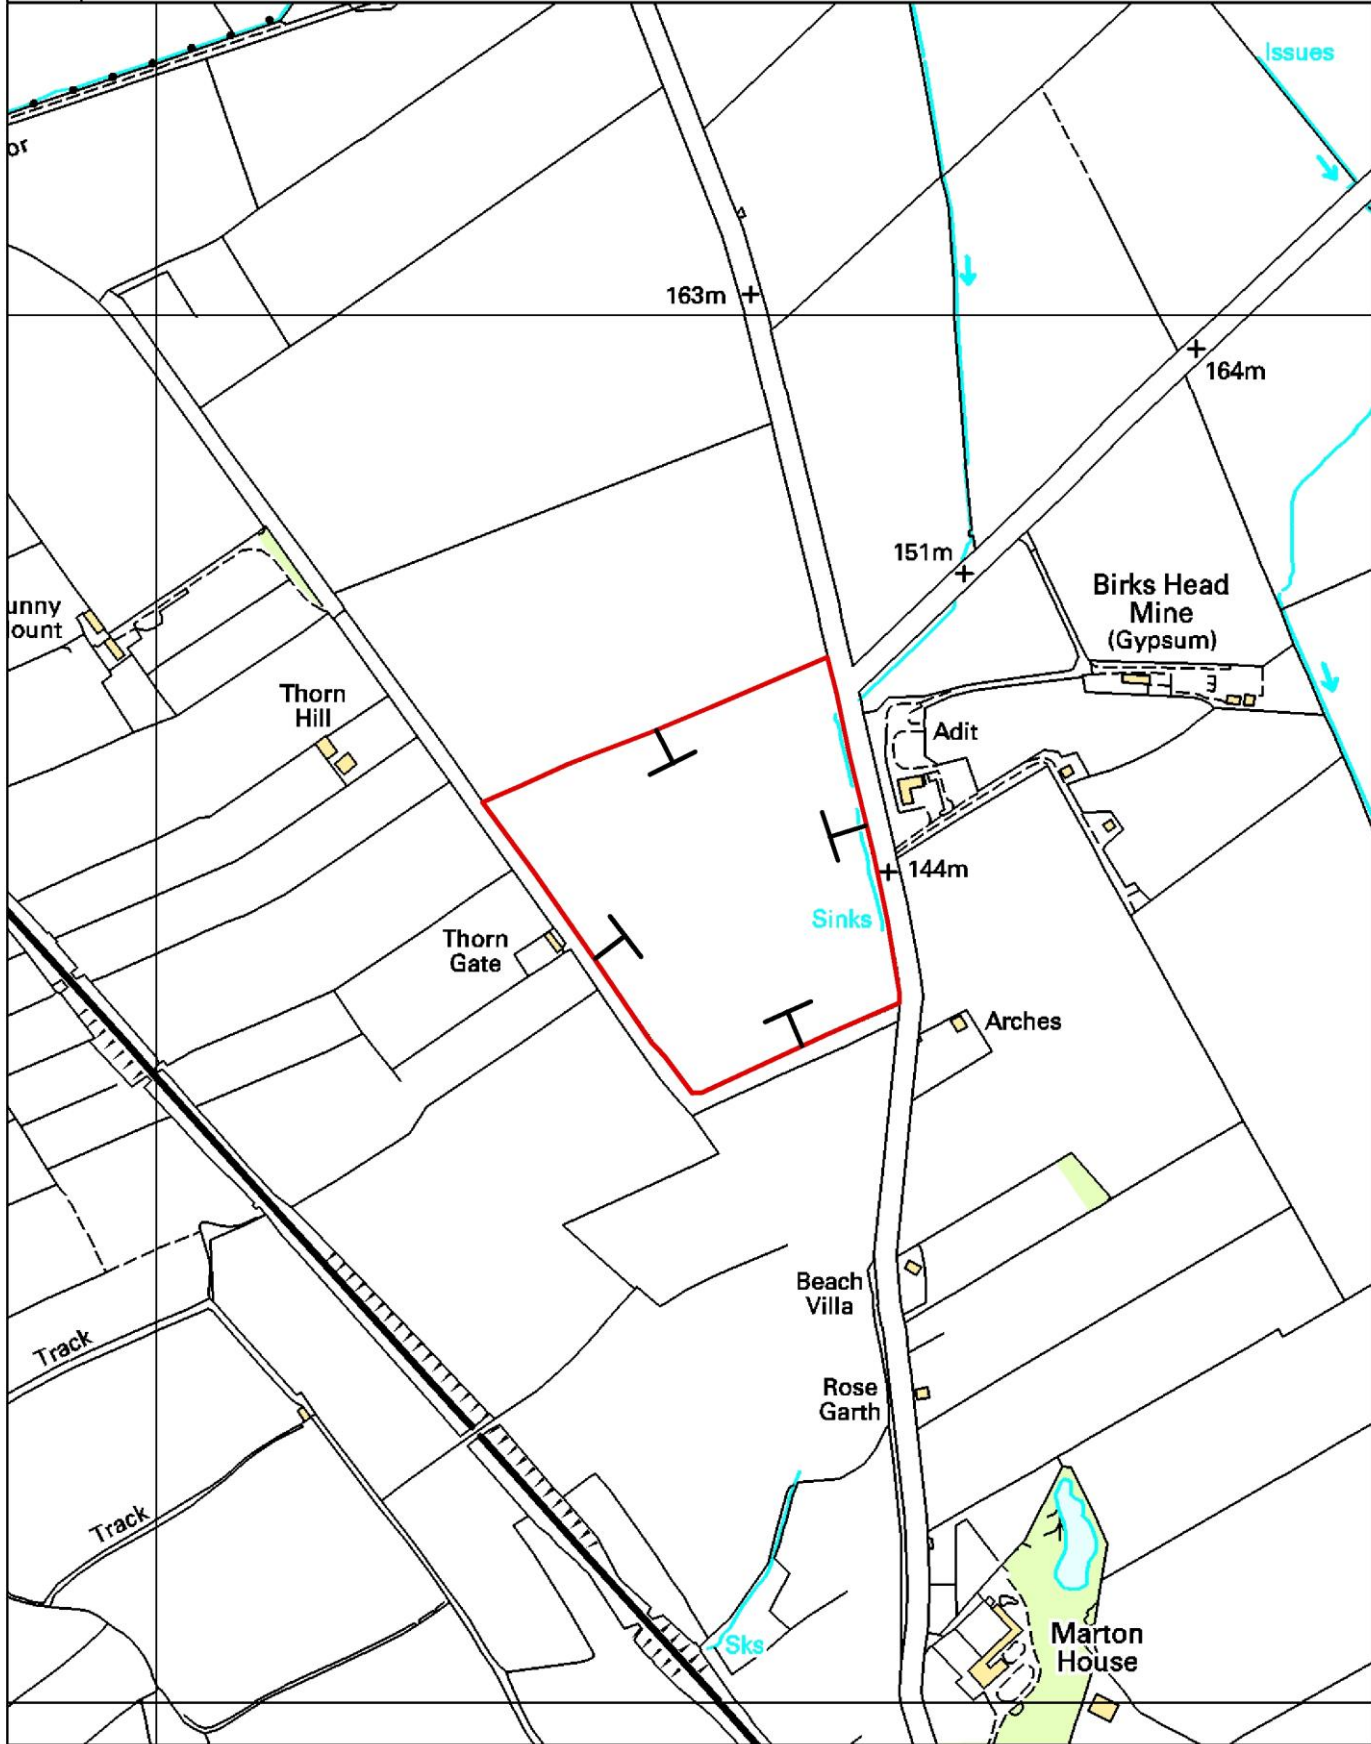 Issues
or
163m
164m
151m
Birks Head
Mine
(Gypsum)
unny
ount
Thorn
Hill
Adit
144m
Sinks
Thorn
Gate
Arches
Beach
Villa
Track
Rose
Garth
Track
Sks
Marton
House